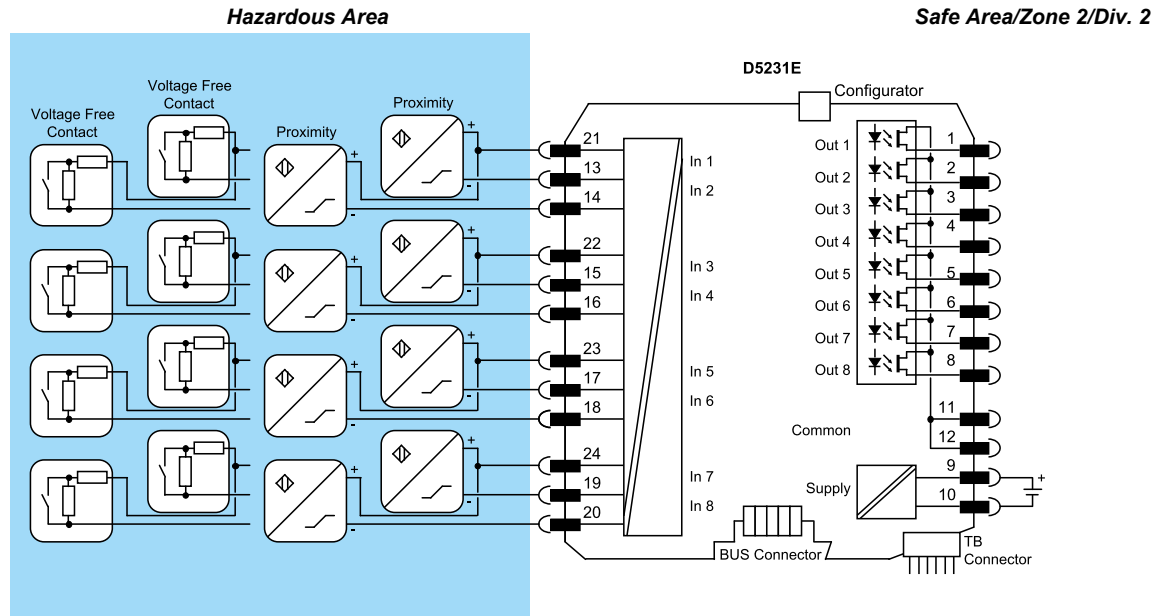 Hazardous Area
Safe Area/Zone 2/Div. 2
D5231E
Configurator
Voltage Free
Contact
Voltage Free
Contact
Proximity
Proximity
+
-
+
-
+
-
+
-
+
-
+
-
+
-
+
-
21
13
14
22
15
16
23
17
18
24
19
20
In 1
In 2
In 3
In 4
In 5
In 6
In 7
In 8
Out 1
Out 2
Out 3
Out 4
Out 5
Out 6
Out 7
Out 8
1
2
3
4
5
6
7
8
11
Common
12
9
Supply
10
+
BUS Connector
TB
Connector